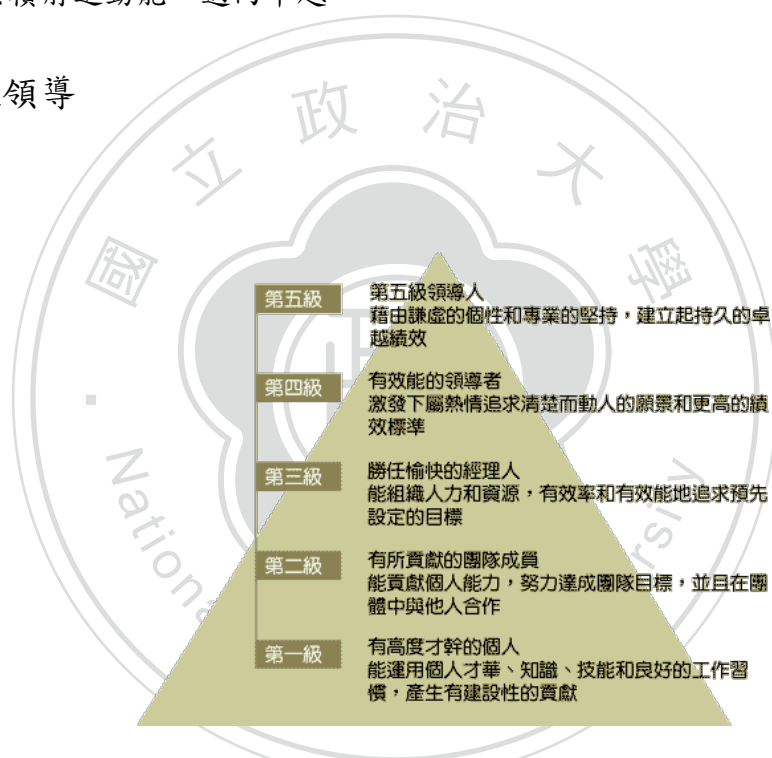 領導
國立政治大學
第五級
第五級領導人
藉由謙虛的個性和專業的堅持，建立起持久的卓
越績效
第四級
有效能的領導者
激發下屬熱情追求清楚而動人的願景和更高的績
效標準
第三級
勝任愉快的經理人
能組織人力和資源，有效率和有效能地追求預先
設定的目標
第二級
有所貢獻的團隊成員
能貢獻個人能力，努力達成團隊目標，並且在團
體中與他人合作
第一級
有高度才幹的個人
能運用個人才華、知識、技能和良好的工作習
慣，產生有建設性的貢獻